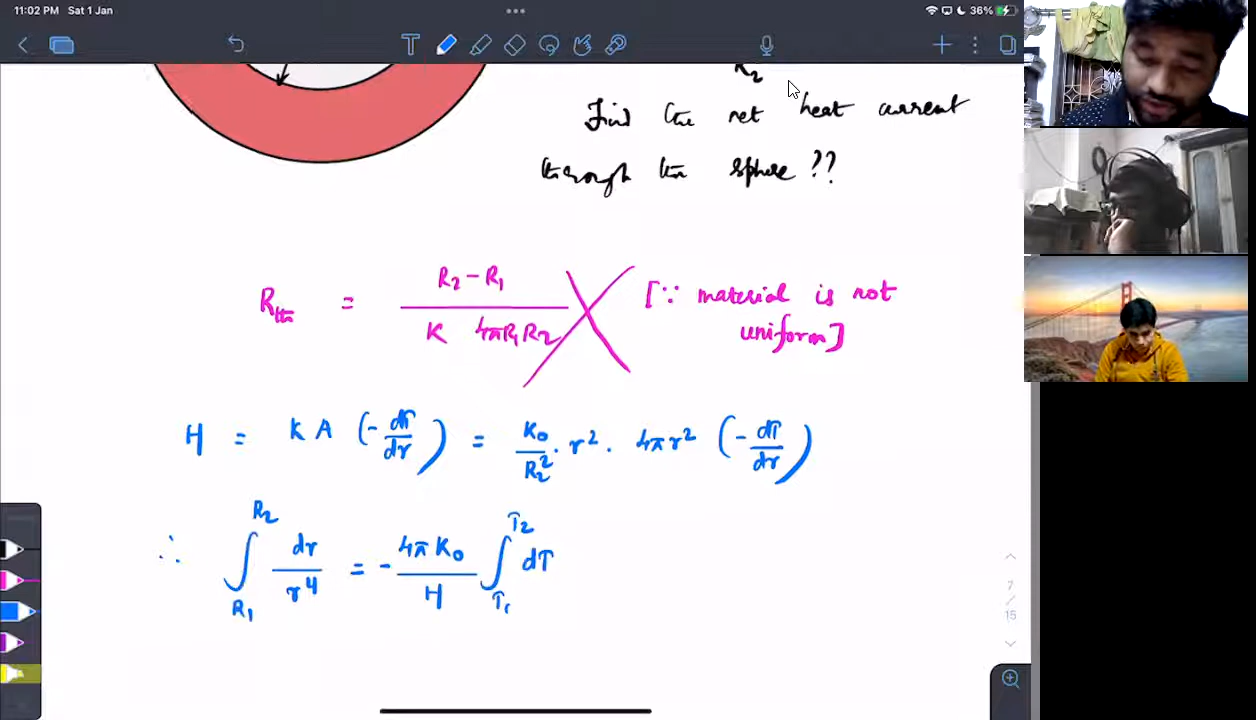 11:02 PM Sat 1 Jan
36%
R₂
Find the net heat current
through the sphere ??
Rth = (R₂ - R₁) / (K 4πR₁R₂) [∵ material is not
uniform]
H = K A (-dT/dr) = K₀/R₂² . r² . 4πr² (-dT/dr)
∴ ∫_{R₁}^{R₂} dr/r⁴ = - 4πK₀/H ∫_{T₁}^{T₂} dT
7
/
15